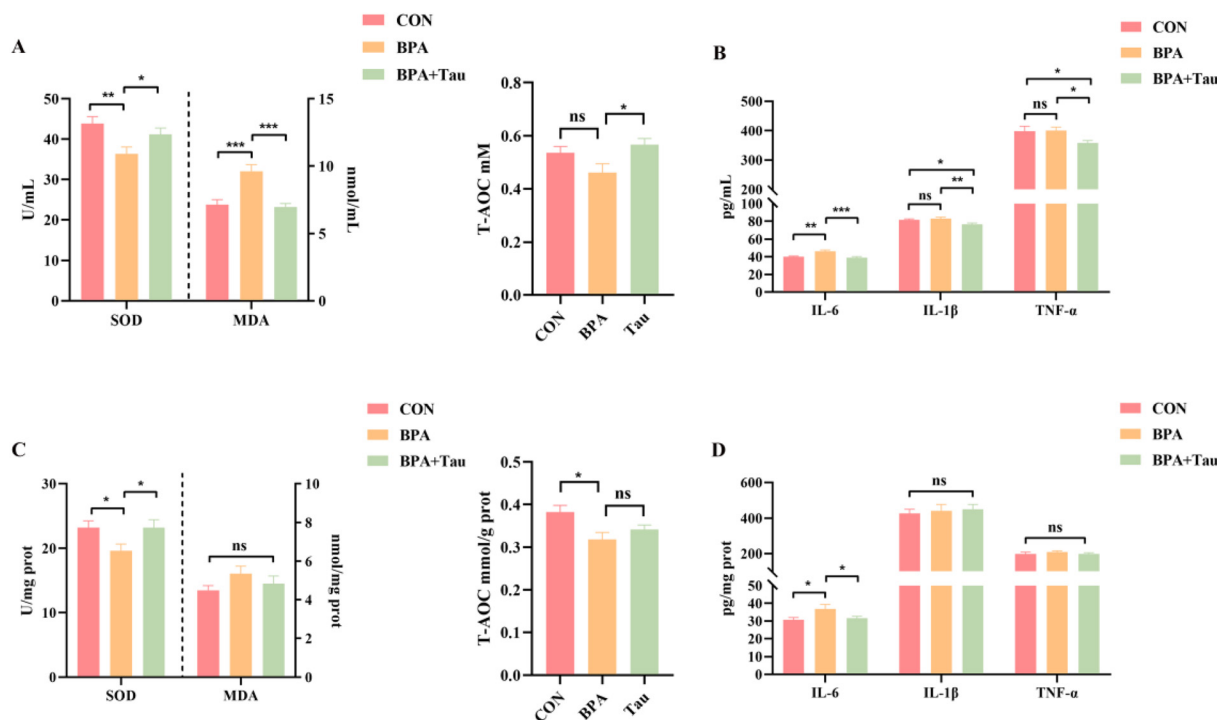 A
CON
BPA
BPA+Tau
50
40
30
20
10
0
U/mL
** *
*** ***
15
10
5
0
nmol/mL
SOD MDA
0.8
0.6
0.4
0.2
0.0
T-AOC mM
ns *
CON BPA Tau
B
CON
BPA
BPA+Tau
500
400
300
200
100
80
60
40
20
0
pg/mL
** ***
*
ns **
*
ns *
IL-6 IL-1β TNF-α
C
CON
BPA
BPA+Tau
30
20
10
0
U/mg prot
* *
ns
10
8
6
4
2
0
nmol/mg prot
SOD MDA
0.5
0.4
0.3
0.2
0.1
0.0
T-AOC mmol/g prot
* ns
CON BPA Tau
D
CON
BPA
BPA+Tau
600
400
200
50
40
30
20
10
0
pg/mg prot
* *
ns
ns
IL-6 IL-1β TNF-α